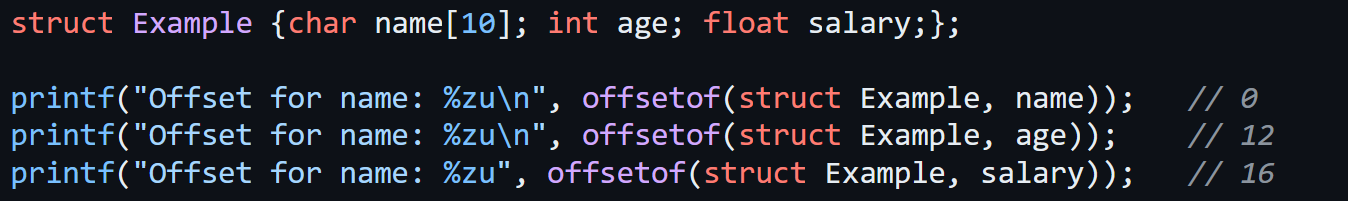 struct Example {char name[10]; int age; float salary;};
printf("Offset for name: %zu\n", offsetof(struct Example, name));   // 0
printf("Offset for name: %zu\n", offsetof(struct Example, age));    // 12
printf("Offset for name: %zu", offsetof(struct Example, salary));   // 16